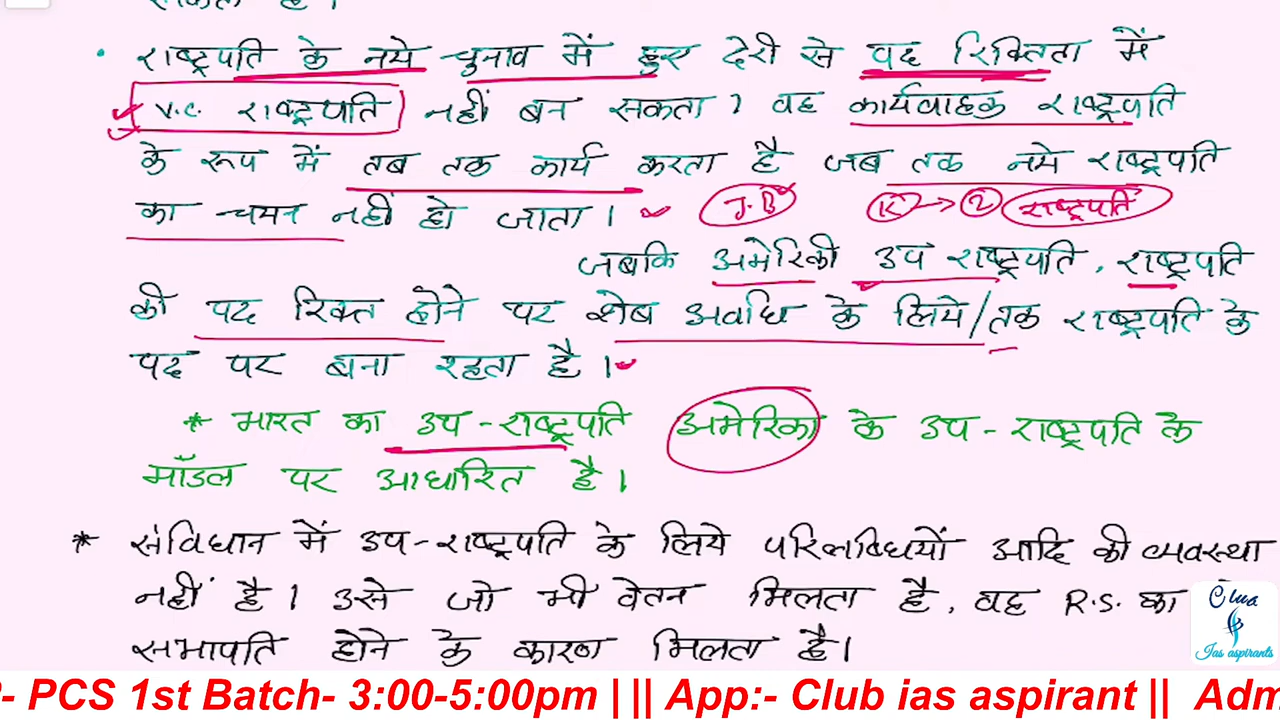 सकता है।
• राष्ट्रपति के नये चुनाव में हुए देरी से पद रिक्तिता में
V.C. राष्ट्रपति नहीं बन सकता। वह कार्यवाहक राष्ट्रपति
के रूप में तब तक कार्य करता है जब तक नये राष्ट्रपति
का चयन नहीं हो जाता। J.B K → 2 राष्ट्रपति
जबकि अमेरिकी उप राष्ट्रपति, राष्ट्रपति
की पद रिक्त होने पर शेष अवधि के लिये/तक राष्ट्रपति के
पद पर बना रहता है।
* भारत का उप-राष्ट्रपति अमेरिका के उप-राष्ट्रपति के
मॉडल पर आधारित है।
* संविधान में उप-राष्ट्रपति के लिये परिलब्धियों आदि की व्यवस्था
नहीं है। उसे जो भी वेतन मिलता है, वह R.S. का
सभापति होने के कारण मिलता है।
Club
Ias aspirants
- PCS 1st Batch- 3:00-5:00pm | || App:- Club ias aspirant || Adm